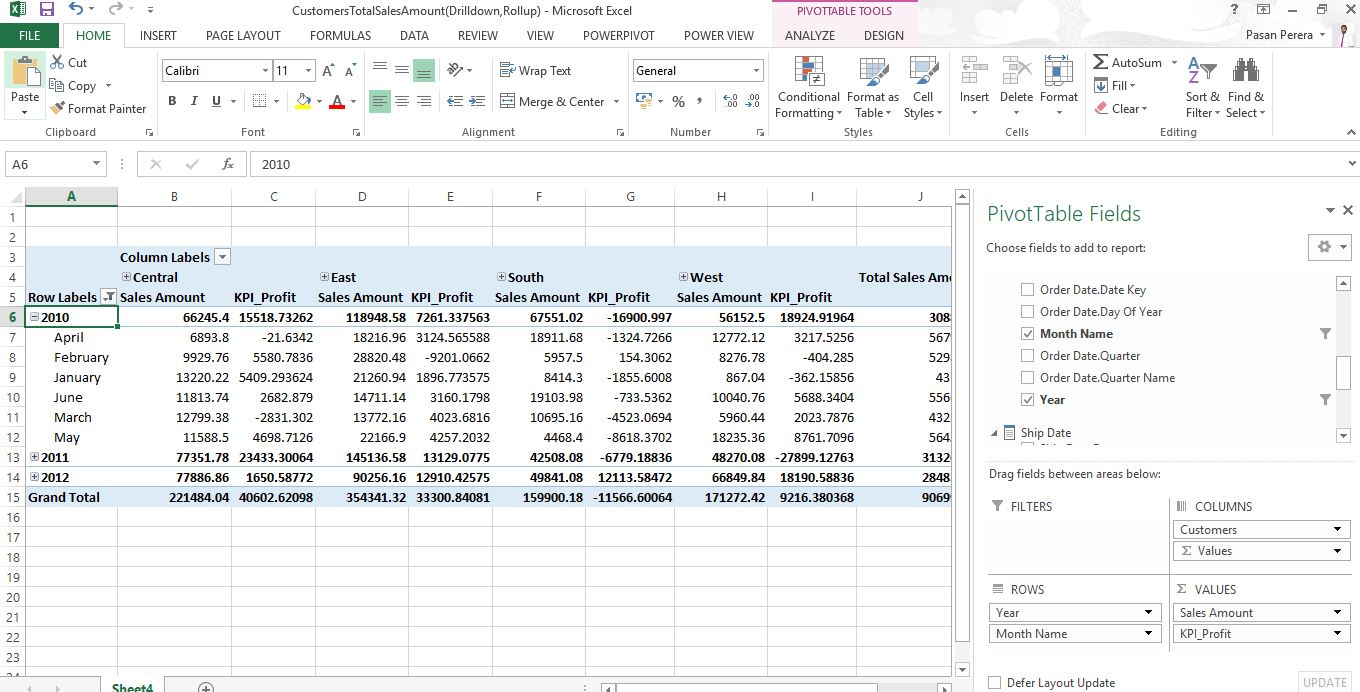 CustomersTotalSalesAmount(Drilldown,Rollup) - Microsoft Excel
PIVOTTABLE TOOLS
?
FILE HOME INSERT PAGE LAYOUT FORMULAS DATA REVIEW VIEW POWERPIVOT POWER VIEW ANALYZE DESIGN Pasan Perera
Paste
Cut
Copy
Format Painter
Clipboard
Calibri 11
B I U
Font
Wrap Text
Merge & Center
Alignment
General
% ,
Number
Conditional Formatting
Format as Table
Cell Styles
Styles
Insert Delete Format
Cells
AutoSum
Fill
Clear
Sort & Filter
Find & Select
Editing
A6 fx 2010
A B C D E F G H I J
1
2
3 Column Labels
4 Central East South West Total Sales Amo
5 Row Labels Sales Amount KPI_Profit Sales Amount KPI_Profit Sales Amount KPI_Profit Sales Amount KPI_Profit
6 2010 66245.4 15518.73262 118948.58 7261.337563 67551.02 -16900.997 56152.5 18924.91964 308
7 April 6893.8 -21.6342 18216.96 3124.565588 18911.68 -1324.7266 12772.12 3217.5256 567
8 February 9929.76 5580.7836 28820.48 -9201.0662 5957.5 154.3062 8276.78 -404.285 529
9 January 13220.22 5409.293624 21260.94 1896.773575 8414.3 -1855.6008 867.04 -362.15856 43
10 June 11813.74 2682.879 14711.14 3160.1798 19103.98 -733.5362 10040.76 5688.3404 556
11 March 12799.38 -2831.302 13772.16 4023.6816 10695.16 -4523.0694 5960.44 2023.7876 432
12 May 11588.5 4698.7126 22166.9 4257.2032 4468.4 -8618.3702 18235.36 8761.7096 564
13 2011 77351.78 23433.30064 145136.58 13129.0775 42508.08 -6779.18836 48270.08 -27899.12763 3132
14 2012 77886.86 1650.58772 90256.16 12910.42575 49841.08 12113.58472 66849.84 18190.58836 2848
15 Grand Total 221484.04 40602.62098 354341.32 33300.84081 159900.18 -11566.60064 171272.42 9216.380368 9069
16
17
18
19
20
21
22
23
Sheet4
PivotTable Fields
Choose fields to add to report:
Order Date.Date Key
Order Date.Day Of Year
Month Name
Order Date.Quarter
Order Date.Quarter Name
Year
Ship Date
Drag fields between areas below:
FILTERS
COLUMNS
Customers
Σ Values
ROWS
Year
Month Name
Σ VALUES
Sales Amount
KPI_Profit
Defer Layout Update UPDATE